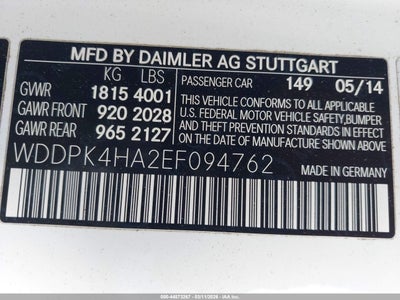 MFD BY DAIMLER AG STUTTGART
KG LBS
PASSENGER CAR 149 05/14
GVWR 1815 4001
GAWR FRONT 920 2028
GAWR REAR 965 2127
THIS VEHICLE CONFORMS TO ALL APPLICABLE
U.S. FEDERAL MOTOR VEHICLE SAFETY, BUMPER
AND THEFT PREVENTION STANDARDS IN EFFECT ON
THE DATE OF MANUFACTURE SHOWN ABOVE.
WDDPK4HA2EF094762
MADE IN GERMANY